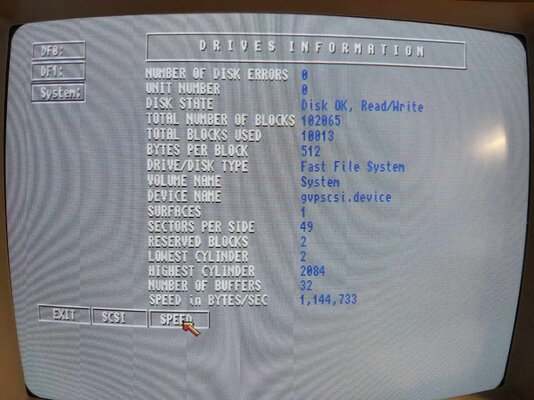 DRIVES INFORMATION
DF0:
DF1:
System:
NUMBER OF DISK ERRORS 0
UNIT NUMBER 0
DISK STATE Disk OK, Read/Write
TOTAL NUMBER OF BLOCKS 102065
TOTAL BLOCKS USED 10013
BYTES PER BLOCK 512
DRIVE/DISK TYPE Fast File System
VOLUME NAME System
DEVICE NAME gvpscsi.device
SURFACES 1
SECTORS PER SIDE 49
RESERVED BLOCKS 2
LOWEST CYLINDER 2
HIGHEST CYLINDER 2084
NUMBER OF BUFFERS 32
SPEED in BYTES/SEC 1,144,733
EXIT SCSI SPEED